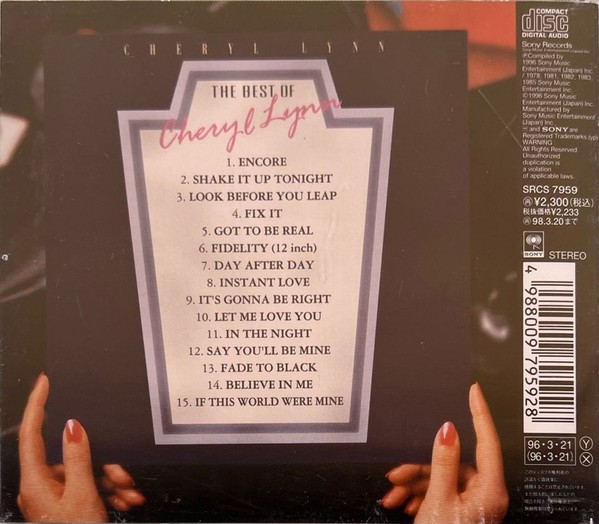 CHERYL LYNN
THE BEST OF
Cheryl Lynn
1. ENCORE
2. SHAKE IT UP TONIGHT
3. LOOK BEFORE YOU LEAP
4. FIX IT
5. GOT TO BE REAL
6. FIDELITY (12 inch)
7. DAY AFTER DAY
8. INSTANT LOVE
9. IT'S GONNA BE RIGHT
10. LET ME LOVE YOU
11. IN THE NIGHT
12. SAY YOU'LL BE MINE
13. FADE TO BLACK
14. BELIEVE IN ME
15. IF THIS WORLD WERE MINE
COMPACT
disc
DIGITAL AUDIO
Sony Records
Ⓟ Compiled by
1996 Sony Music
Entertainment (Japan) Inc.
/ 1978, 1981, 1982, 1983,
1985 Sony Music
Entertainment (Japan) Inc.
©1996 Sony Music
Entertainment (Japan) Inc.
Manufactured by
Sony Music Entertainment
(Japan) Inc.
and SONY are
Registered Trademarks
WARNING
All Rights Reserved.
Unauthorized
duplication is
a violation
of applicable laws.
SRCS 7959
¥2,300(税込)
税抜価格¥2,233
98.3.20まで
SONY
STEREO
4 988009 795928
96・3・21
(96・3・21)
Y
X